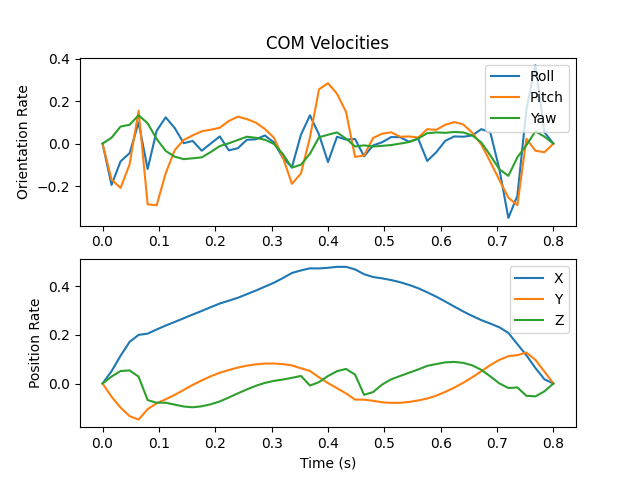 COM Velocities
Orientation Rate
0.4
0.2
0.0
−0.2
Roll
Pitch
Yaw
0.0 0.1 0.2 0.3 0.4 0.5 0.6 0.7 0.8
Position Rate
0.4
0.2
0.0
X
Y
Z
0.0 0.1 0.2 0.3 0.4 0.5 0.6 0.7 0.8
Time (s)